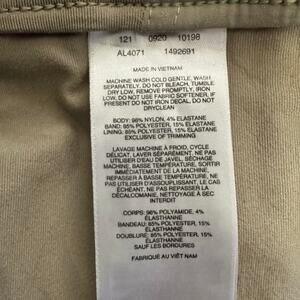 121 0920 10198
AL4071 1492691
MADE IN VIETNAM
MACHINE WASH COLD GENTLE, WASH
SEPARATELY, DO NOT BLEACH, TUMBLE
DRY LOW, REMOVE PROMPTLY, IRON
LOW, DO NOT USE FABRIC SOFTENER, IF
PRESENT DO NOT IRON DECAL, DO NOT
DRYCLEAN
BODY: 96% NYLON, 4% ELASTANE
BAND: 85% POLYESTER, 15% ELASTANE
LINING: 85% POLYESTER, 15% ELASTANE
EXCLUSIVE OF TRIMMING
LAVAGE MACHINE À FROID, CYCLE
DÉLICAT. LAVER SÉPARÉMENT, NE PAS
UTILISER D'EAU DE JAVEL, SÉCHAGE
MACHINE, BASSE TEMPÉRATURE, SORTIR
IMMÉDIATEMENT DE LA MACHINE
REPASSER À BASSE TEMPÉRATURE, NE
PAS UTILISER D'ASSOUPLISSANT, LE CAS
ÉCHÉANT NE PAS REPASSER LA
DÉCALCOMANIE, NETTOYAGE À SEC
INTERDIT
CORPS: 96% POLYAMIDE, 4%
ÉLASTHANNE
BANDEAU: 85% POLYESTER, 15%
ÉLASTHANNE
DOUBLURE: 85% POLYESTER, 15%
ÉLASTHANNE
SAUF LES BORDURES
FABRIQUÉ AU VIÊT NAM